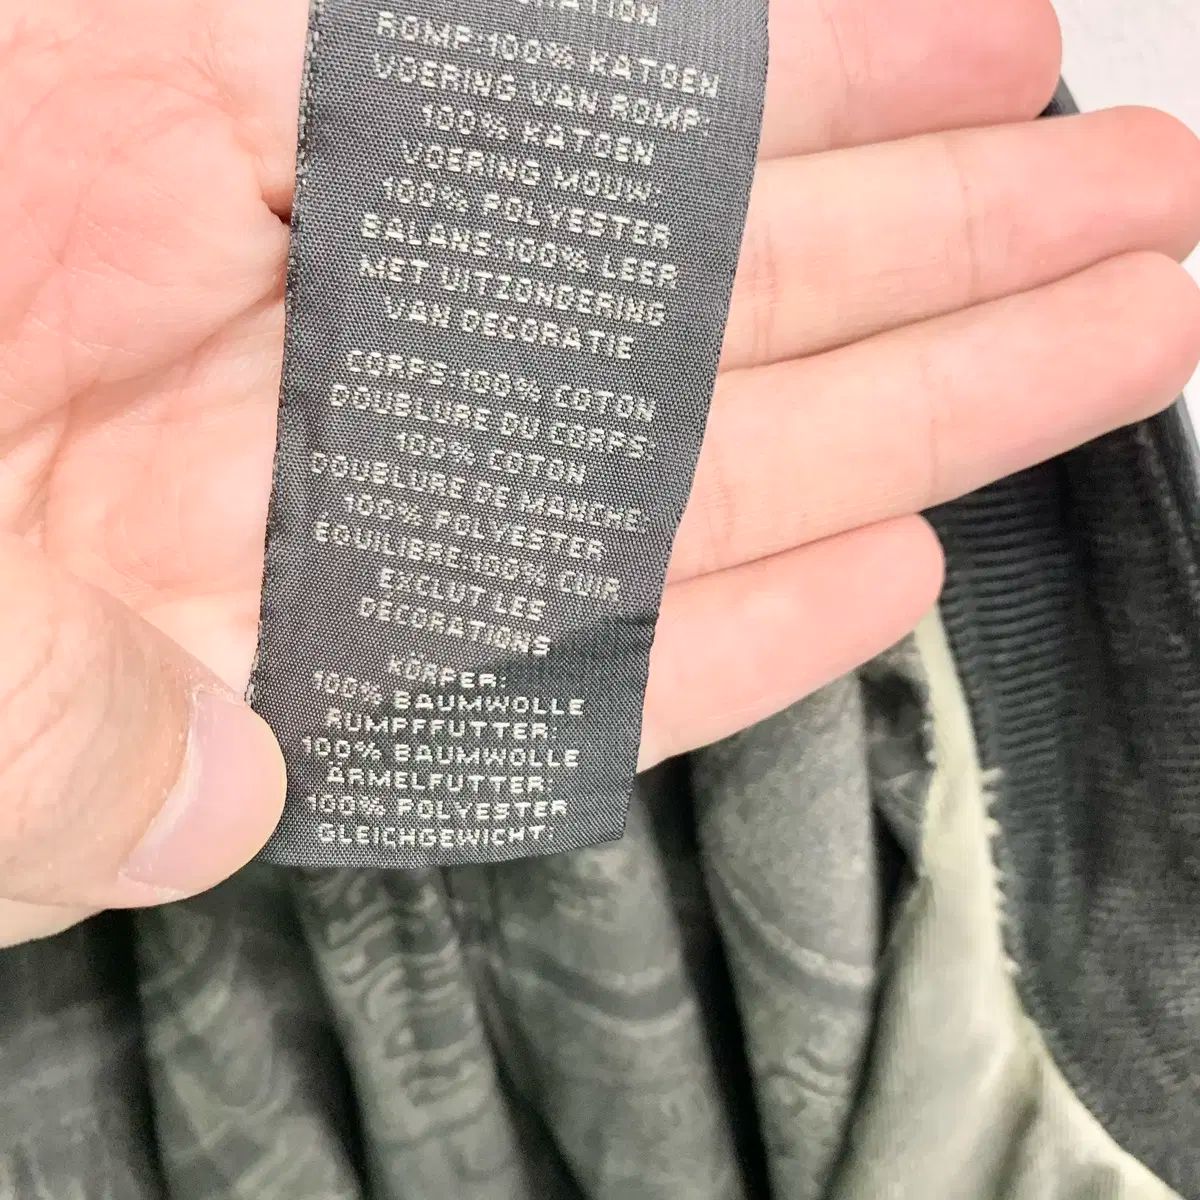 ROMP:100% KATOEN
VOERING VAN ROMP:
100% KATOEN
VOERING MOUW:
100% POLYESTER
BALANS:100% LEER
MET UITZONDERING
VAN DECORATIE
CORPS:100% COTON
DOUBLURE DU CORPS:
100% COTON
DOUBLURE DE MANCHE:
100% POLYESTER
ÉQUILIBRE:100% CUIR
EXCLUT LES
DÉCORATIONS
KÖRPER:
100% BAUMWOLLE
RUMPFFUTTER:
100% BAUMWOLLE
ÄRMELFUTTER:
100% POLYESTER
GLEICHGEWICHT: